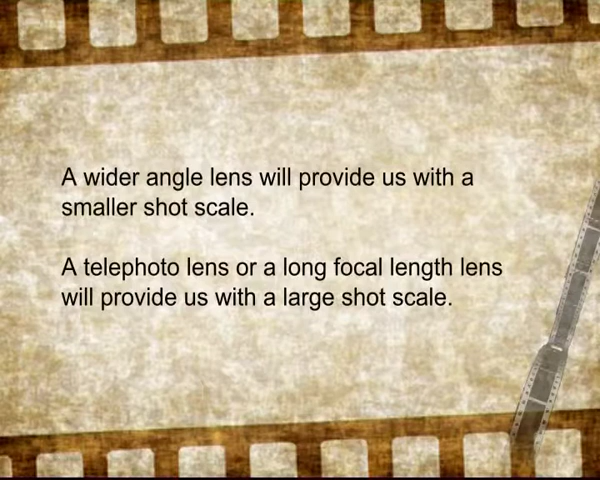 A wider angle lens will provide us with a
smaller shot scale.
A telephoto lens or a long focal length lens
will provide us with a large shot scale.